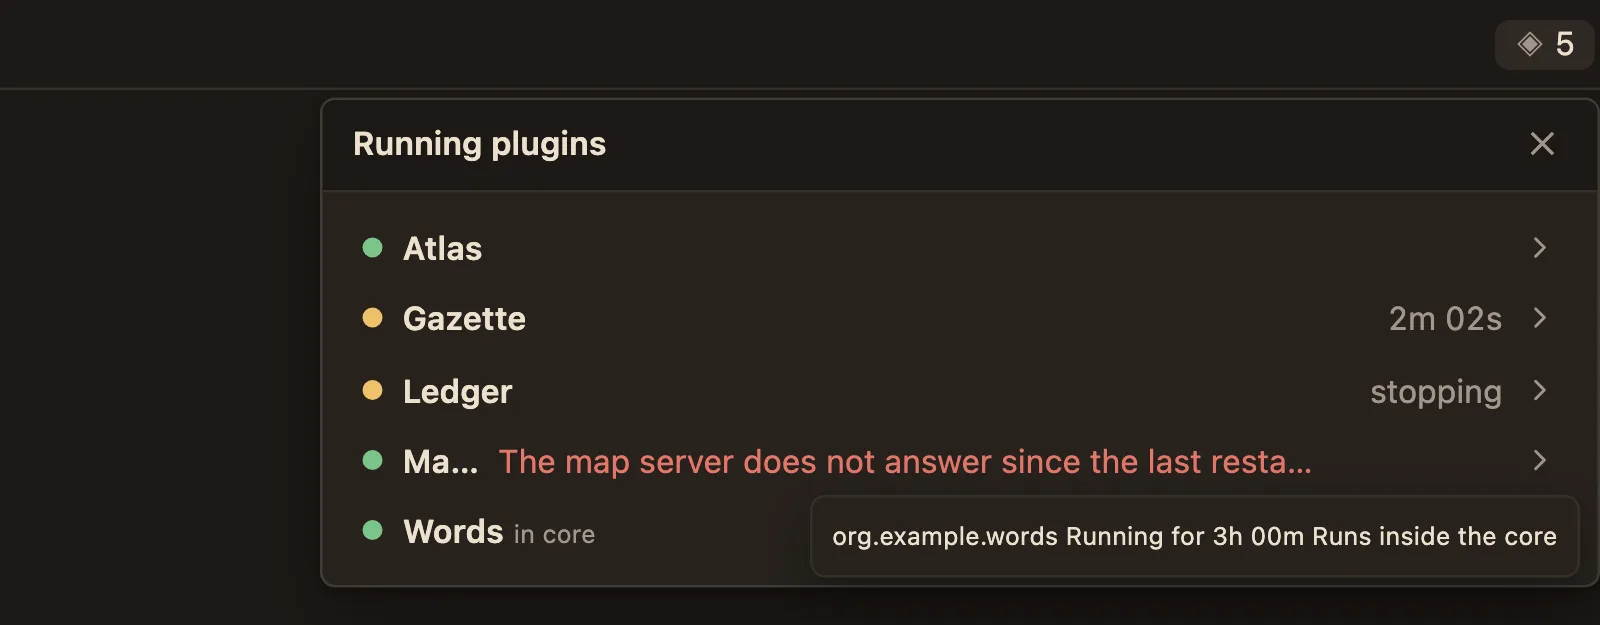 5
Running plugins
Atlas
Gazette 2m 02s
Ledger stopping
Ma... The map server does not answer since the last resta...
Words in core
org.example.words Running for 3h 00m Runs inside the core